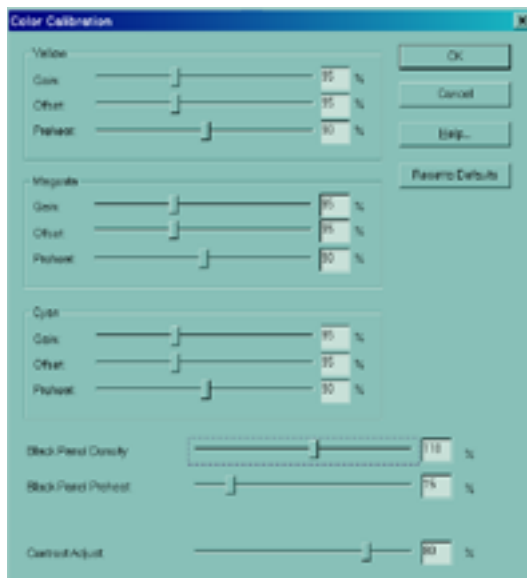 Color Calibration
Yellow
Gain: 95 %
Offset: 95 %
Preheat: 90 %
Magenta
Gain: 95 %
Offset: 95 %
Preheat: 90 %
Cyan
Gain: 95 %
Offset: 95 %
Preheat: 90 %
Black Panel Density: 110 %
Black Panel Preheat: %
Contrast Adjust: %
OK
Cancel
Help...
Reset to Defaults